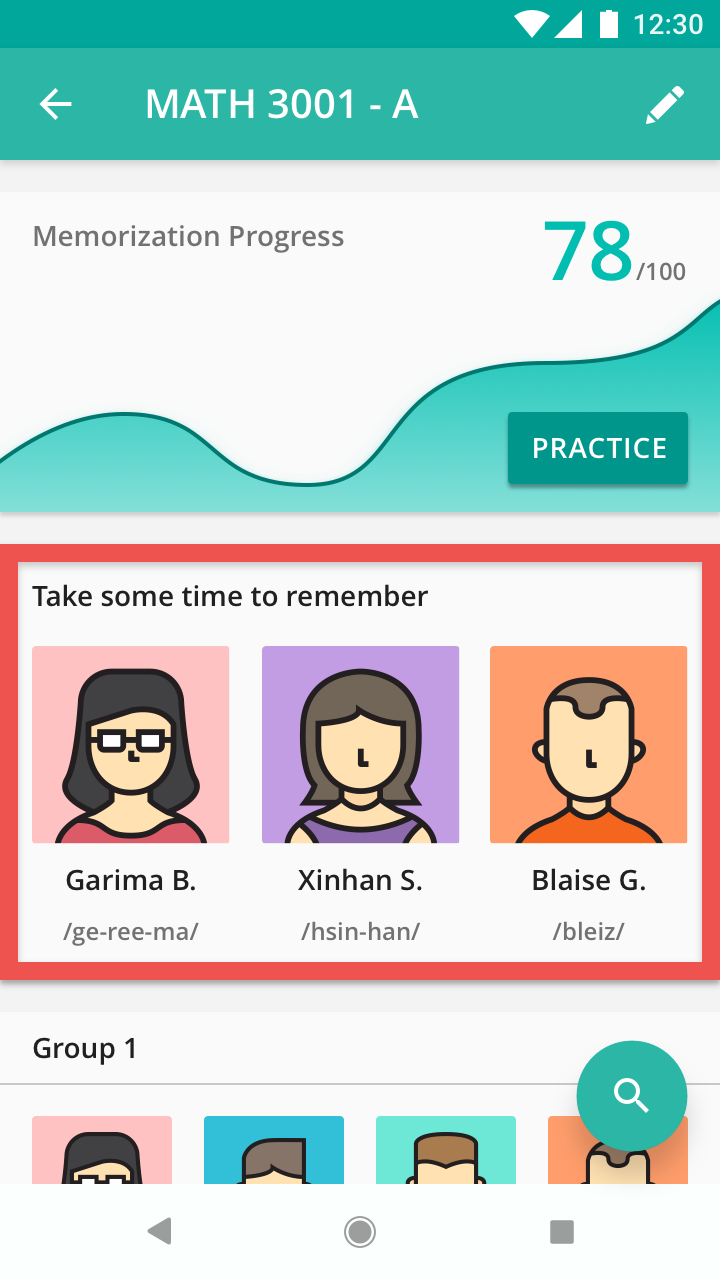 12:30
MATH 3001 - A
Memorization Progress
78/100
PRACTICE
Take some time to remember
Garima B. Xinhan S. Blaise G.
/ge-ree-ma/ /hsin-han/ /bleiz/
Group 1